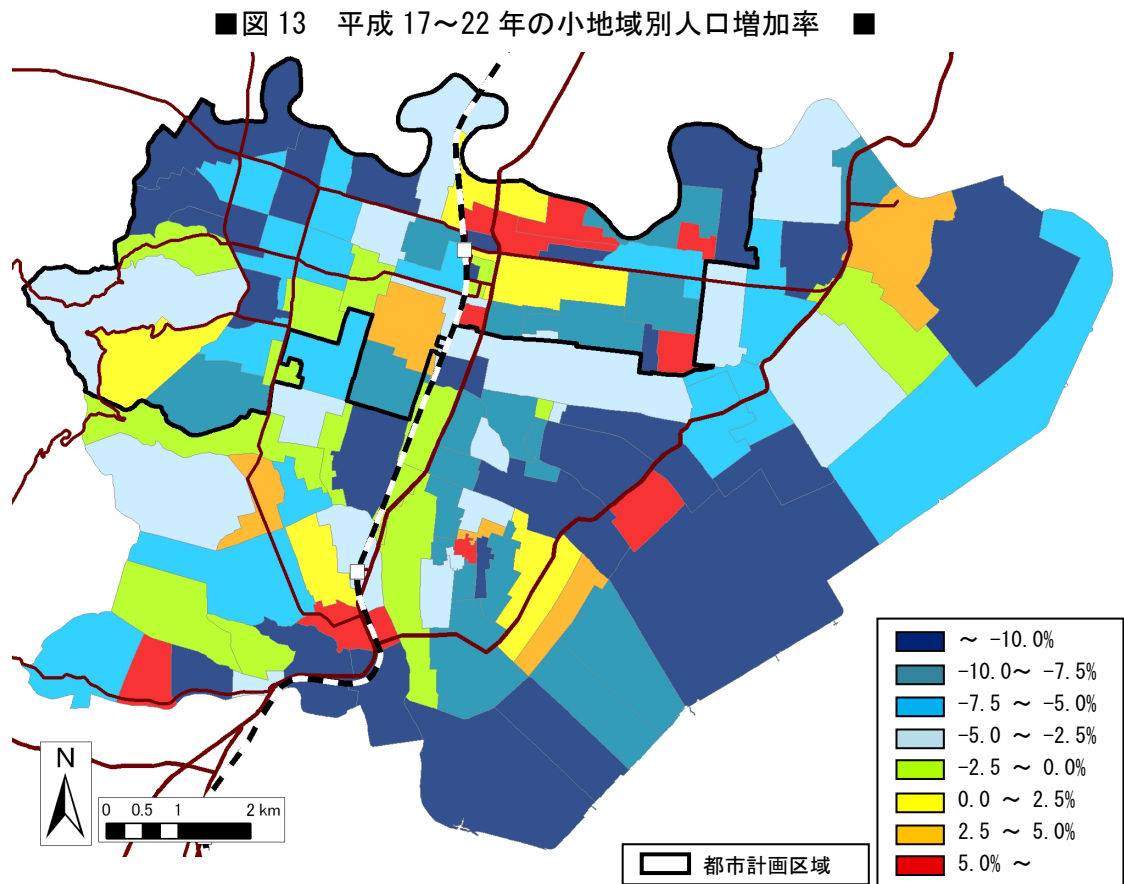 ■図 13　平成 17～22 年の小地域別人口増加率　■
～ -10.0%
-10.0～ -7.5%
-7.5 ～ -5.0%
-5.0 ～ -2.5%
-2.5 ～ 0.0%
0.0 ～ 2.5%
2.5 ～ 5.0%
5.0% ～
N
0 0.5 1 2 km
都市計画区域